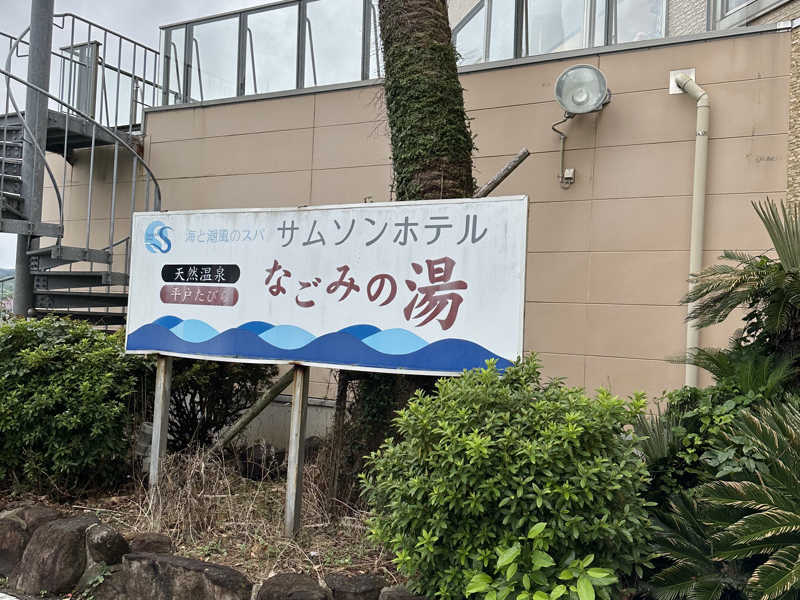 海と潮風のスパ サムソンホテル
天然温泉
平戸たびら
なごみの湯